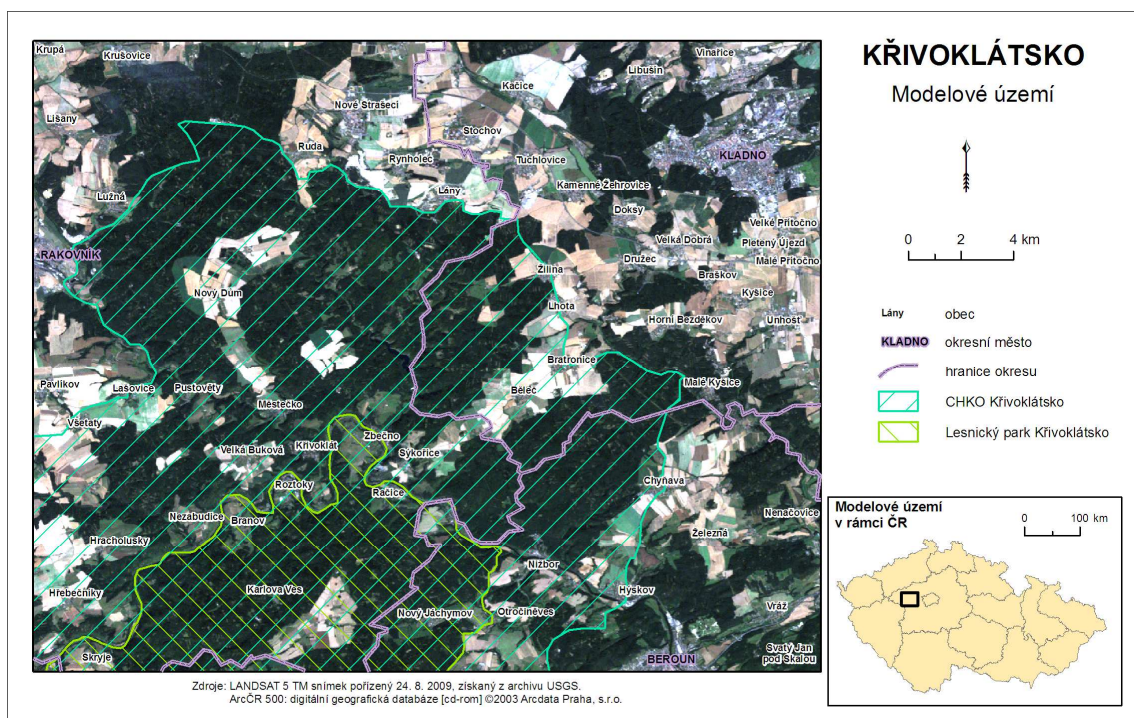 KŘIVOKLÁTSKO
Modelové území
Krupá
Krušovice
Vinařice
Libušin
Kačice
Nové Strašecí
Lišany
Stochov
Ruda
Rynholec
Tuchlovice
KLADNO
Kamenné Žehrovice
Lány
Lužná
Doksy
Velké Přítočno
Velká Dobrá
Pletený Újezd
RAKOVNÍK
Družec
Malé Přítočno
Žilina
Braškov
Nový Dům
Kyšice
Lhota
Horní Bezděkov
Unhošť
Bratronice
Pavlíkov
Lašovice
Pustověty
Malé Kyšice
Běleč
Městečko
Všetaty
Zbečno
Křivoklát
Velká Buková
Sýkořice
Chyňava
Roztoky
Račice
Nezabudice
Branov
Nenačovice
Železná
Hracholusky
Nižbor
Hřebečníky
Karlova Ves
Hýskov
Nový Jáchymov
Otročiněves
Vráž
Svatý Jan
pod Skalou
Skryje
BEROUN
0 2 4 km
Lány obec
KLADNO okresní město
hranice okresu
CHKO Křivoklátsko
Lesnický park Křivoklátsko
Modelové území
v rámci ČR
0 100 km
Zdroje: LANDSAT 5 TM snímek pořízený 24. 8. 2009, získaný z archivu USGS.
ArcČR 500: digitální geografická databáze [cd-rom] ©2003 Arcdata Praha, s.r.o.